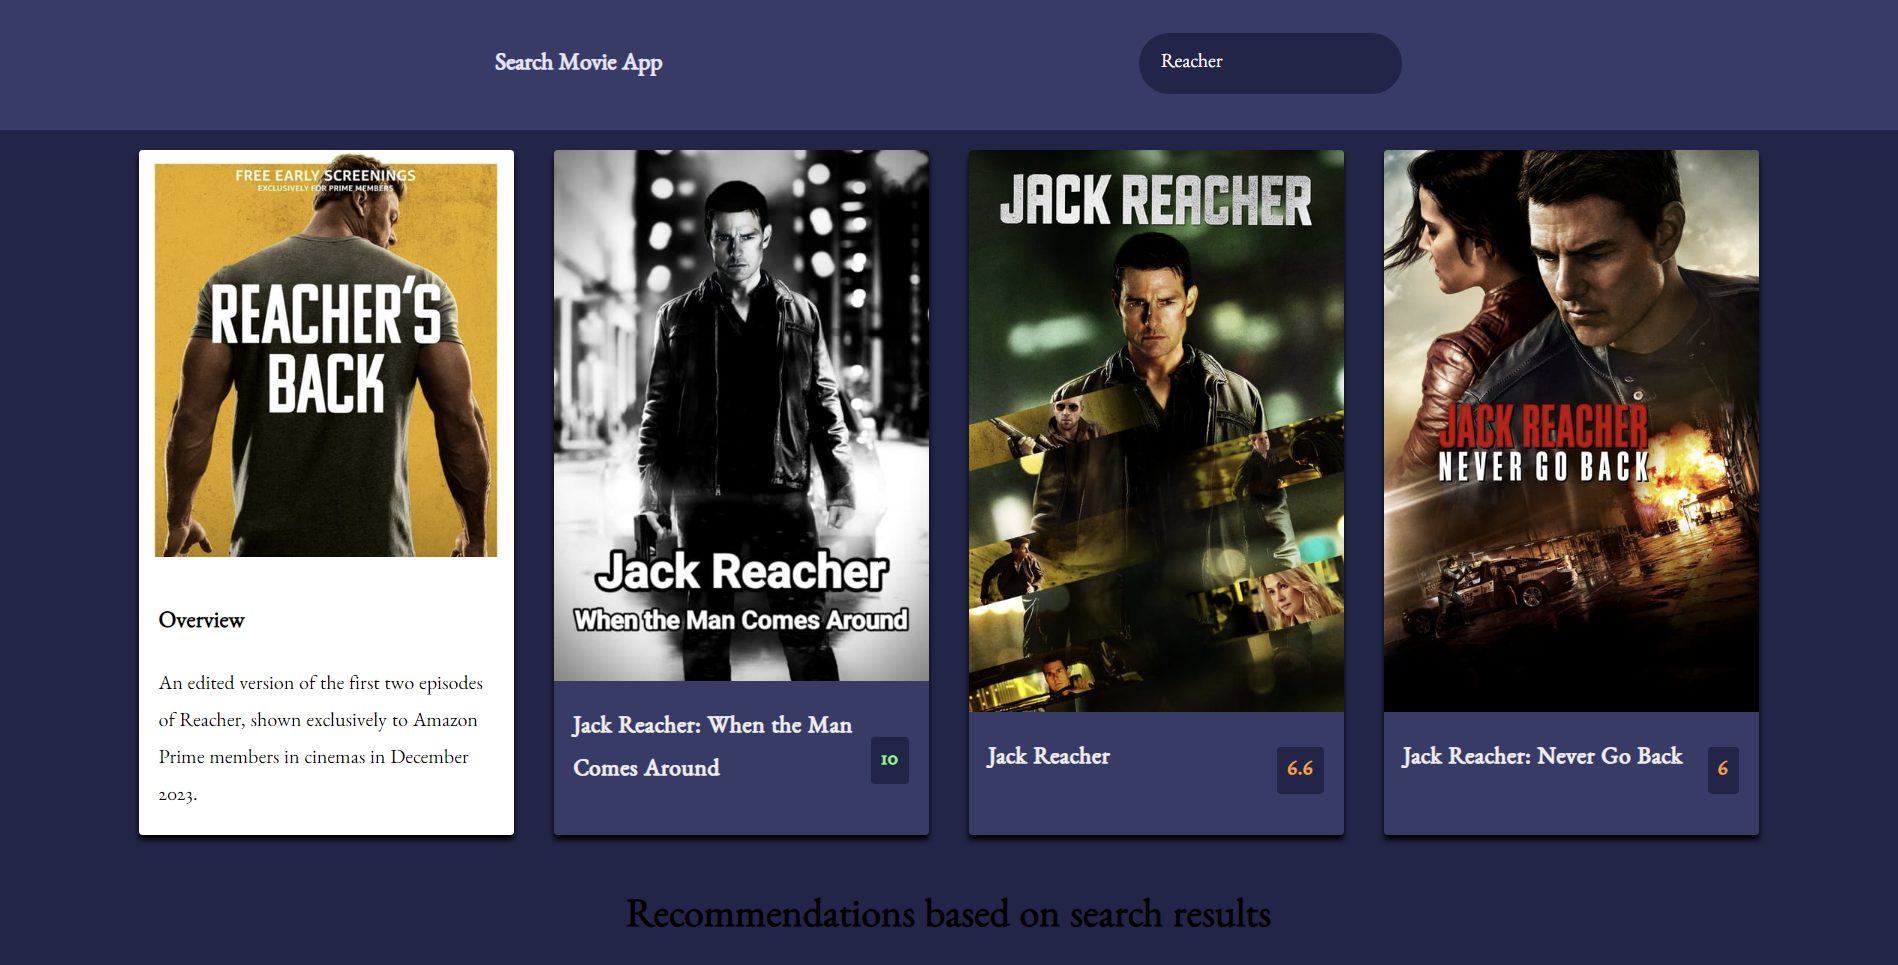 Search Movie App
Reacher
FREE EARLY SCREENINGS
EXCLUSIVELY FOR PRIME MEMBERS
REACHER'S
BACK
Overview
An edited version of the first two episodes
of Reacher, shown exclusively to Amazon
Prime members in cinemas in December
2023.
Jack Reacher
When the Man Comes Around
Jack Reacher: When the Man
Comes Around
10
JACK REACHER
Jack Reacher
6.6
JACK REACHER
NEVER GO BACK
Jack Reacher: Never Go Back
6
Recommendations based on search results